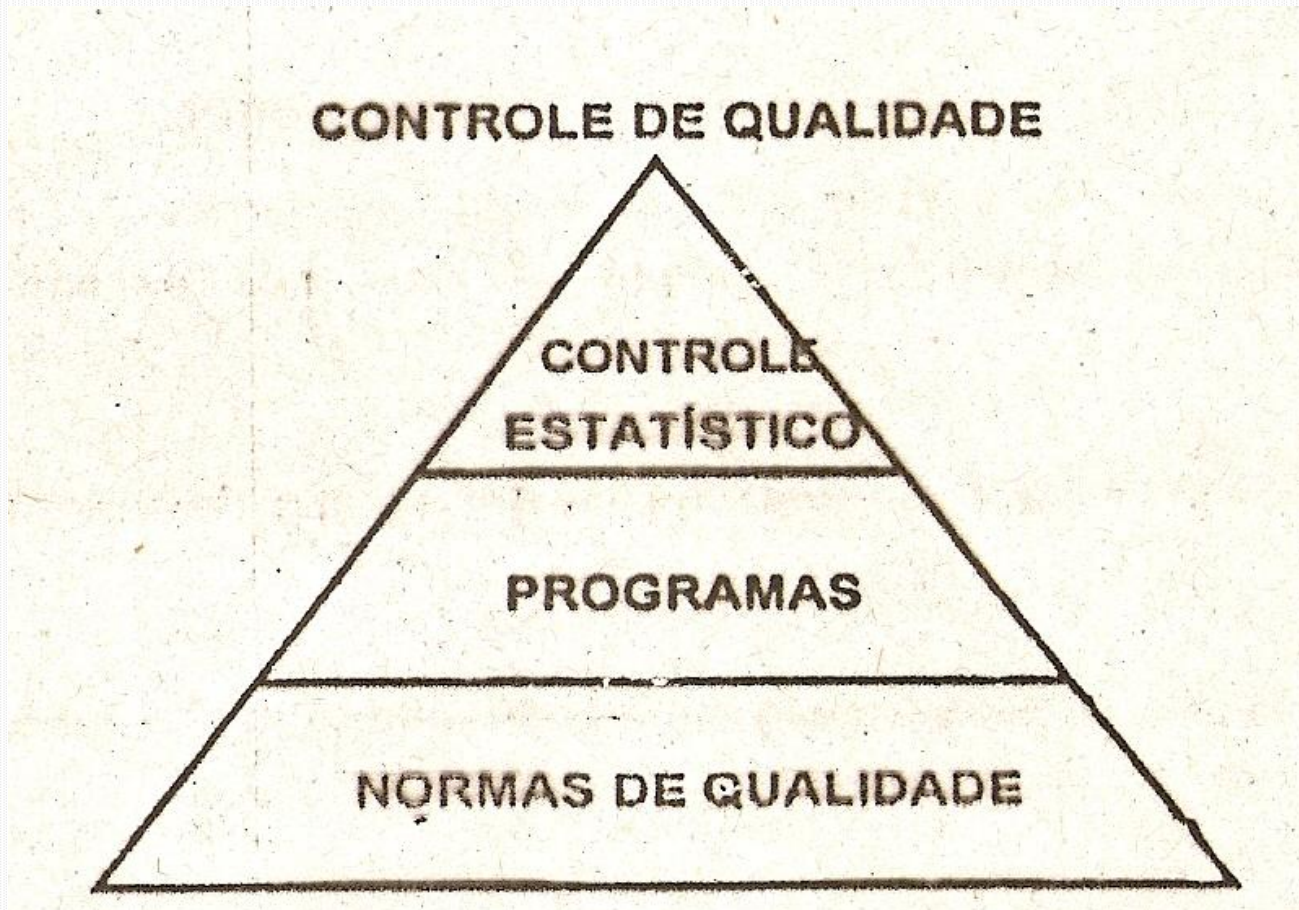 CONTROLE DE QUALIDADE
CONTROLE
ESTATÍSTICO
PROGRAMAS
NORMAS DE QUALIDADE